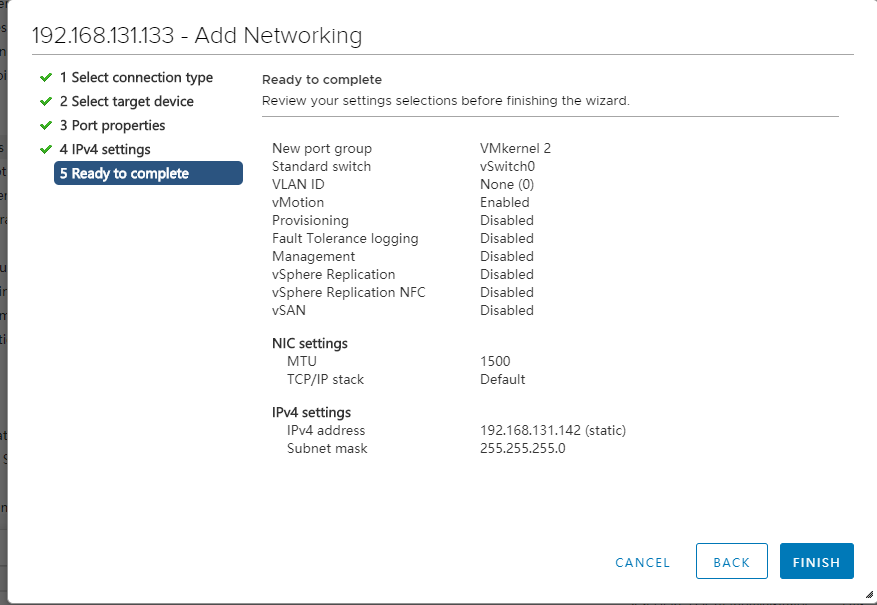 192.168.131.133 - Add Networking
1 Select connection type
2 Select target device
3 Port properties
4 IPv4 settings
5 Ready to complete
Ready to complete
Review your settings selections before finishing the wizard.
New port group VMkernel 2
Standard switch vSwitch0
VLAN ID None (0)
vMotion Enabled
Provisioning Disabled
Fault Tolerance logging Disabled
Management Disabled
vSphere Replication Disabled
vSphere Replication NFC Disabled
vSAN Disabled
NIC settings
MTU 1500
TCP/IP stack Default
IPv4 settings
IPv4 address 192.168.131.142 (static)
Subnet mask 255.255.255.0
CANCEL BACK FINISH